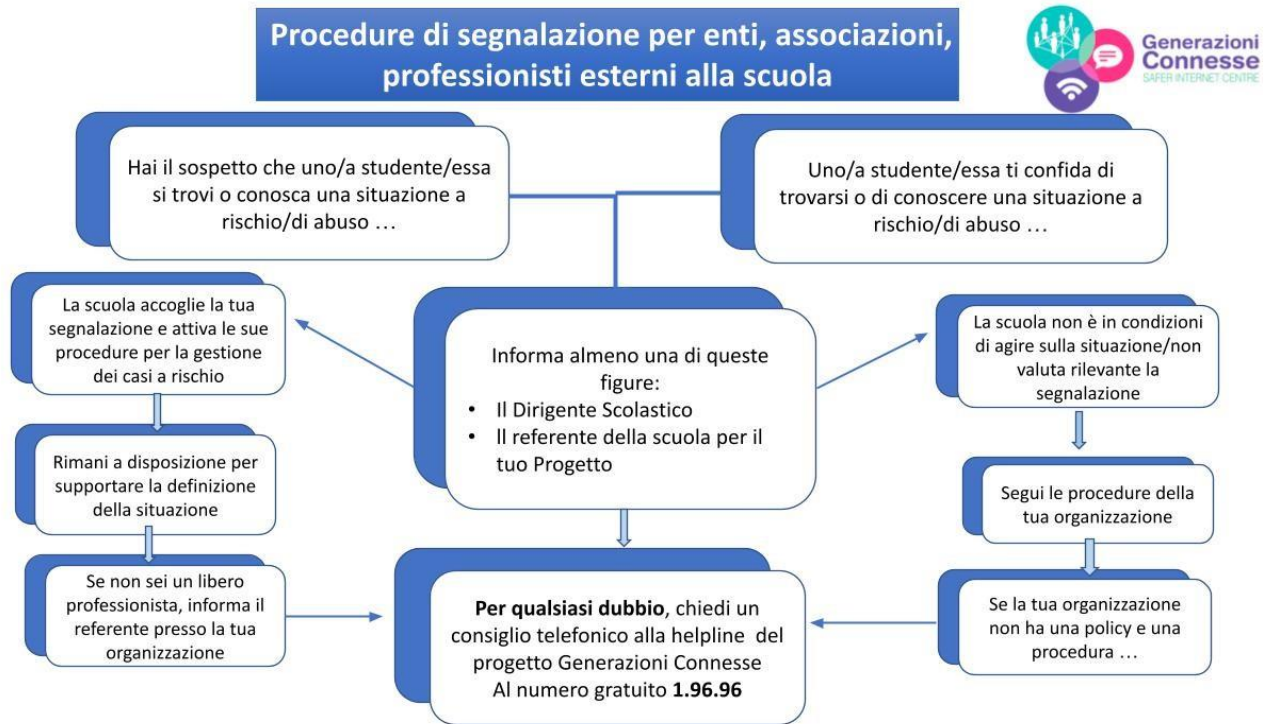 Procedure di segnalazione per enti, associazioni,
professionisti esterni alla scuola
Generazioni
Connesse
SAFER INTERNET CENTRE
Hai il sospetto che uno/a studente/essa
si trovi o conosca una situazione a
rischio/di abuso …
Uno/a studente/essa ti confida di
trovarsi o di conoscere una situazione a
rischio/di abuso …
La scuola accoglie la tua
segnalazione e attiva le sue
procedure per la gestione
dei casi a rischio
Informa almeno una di queste
figure:
• Il Dirigente Scolastico
• Il referente della scuola per il
tuo Progetto
La scuola non è in condizioni
di agire sulla situazione/non
valuta rilevante la
segnalazione
Rimani a disposizione per
supportare la definizione
della situazione
Segui le procedure della
tua organizzazione
Se non sei un libero
professionista, informa il
referente presso la tua
organizzazione
Per qualsiasi dubbio, chiedi un
consiglio telefonico alla helpline del
progetto Generazioni Connesse
Al numero gratuito 1.96.96
Se la tua organizzazione
non ha una policy e una
procedura …